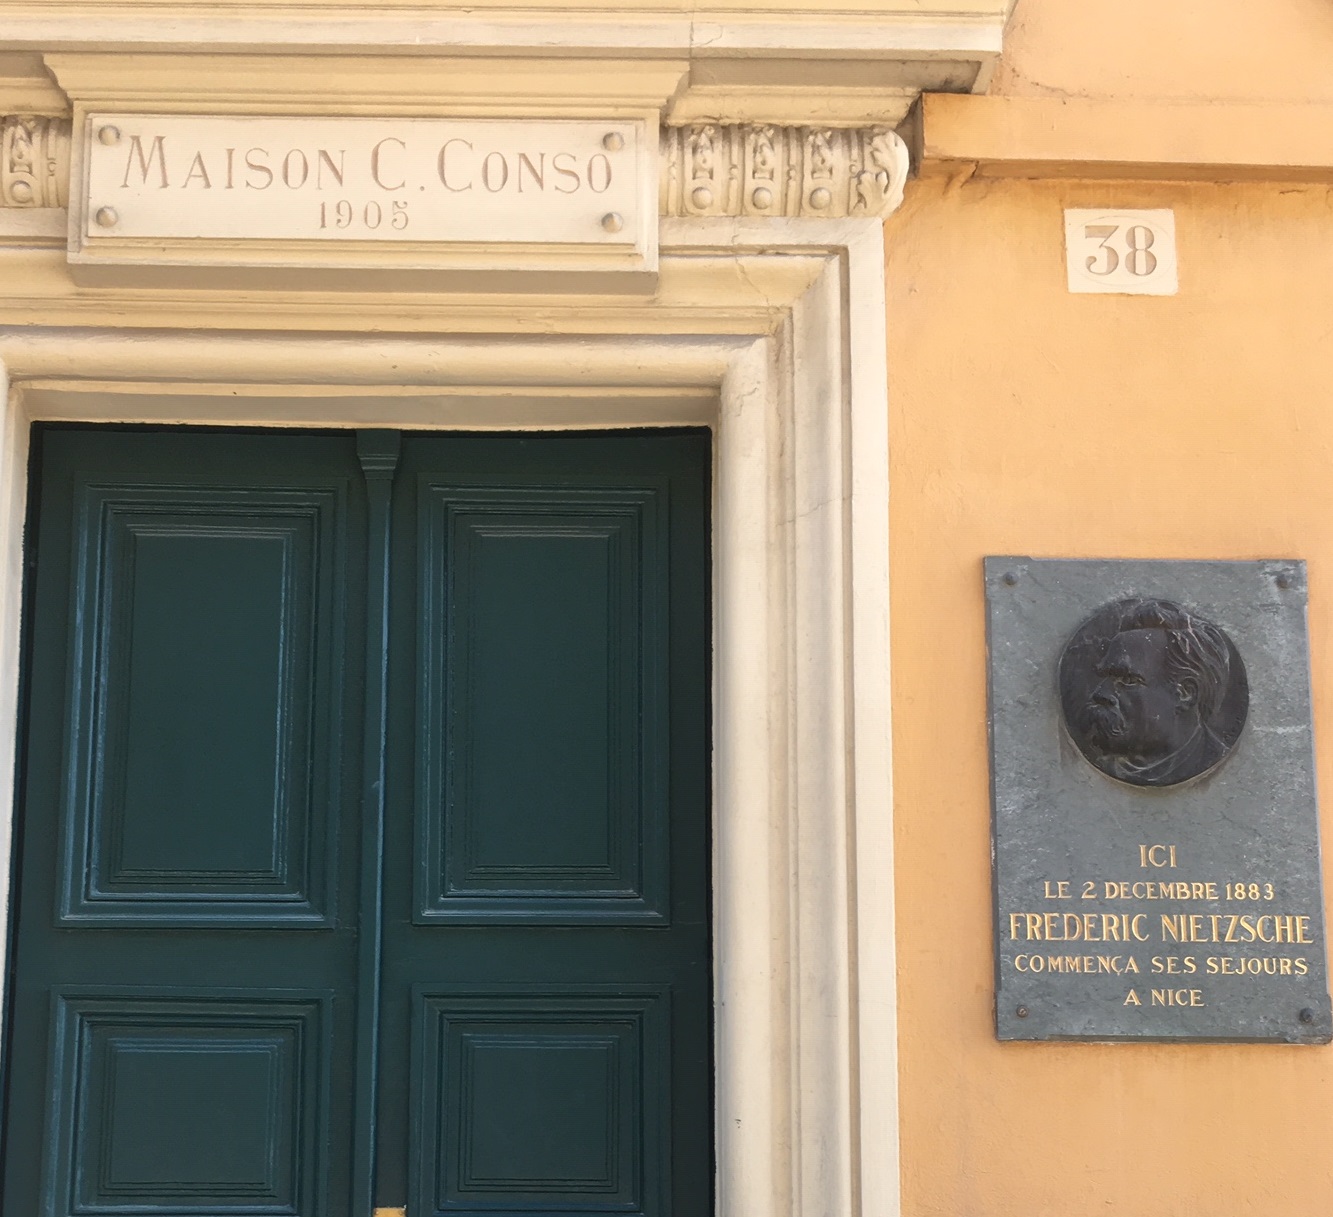 MAISON C. CONSO
1905
38
ICI
LE 2 DECEMBRE 1883
FREDERIC NIETZSCHE
COMMENÇA SES SEJOURS
A NICE